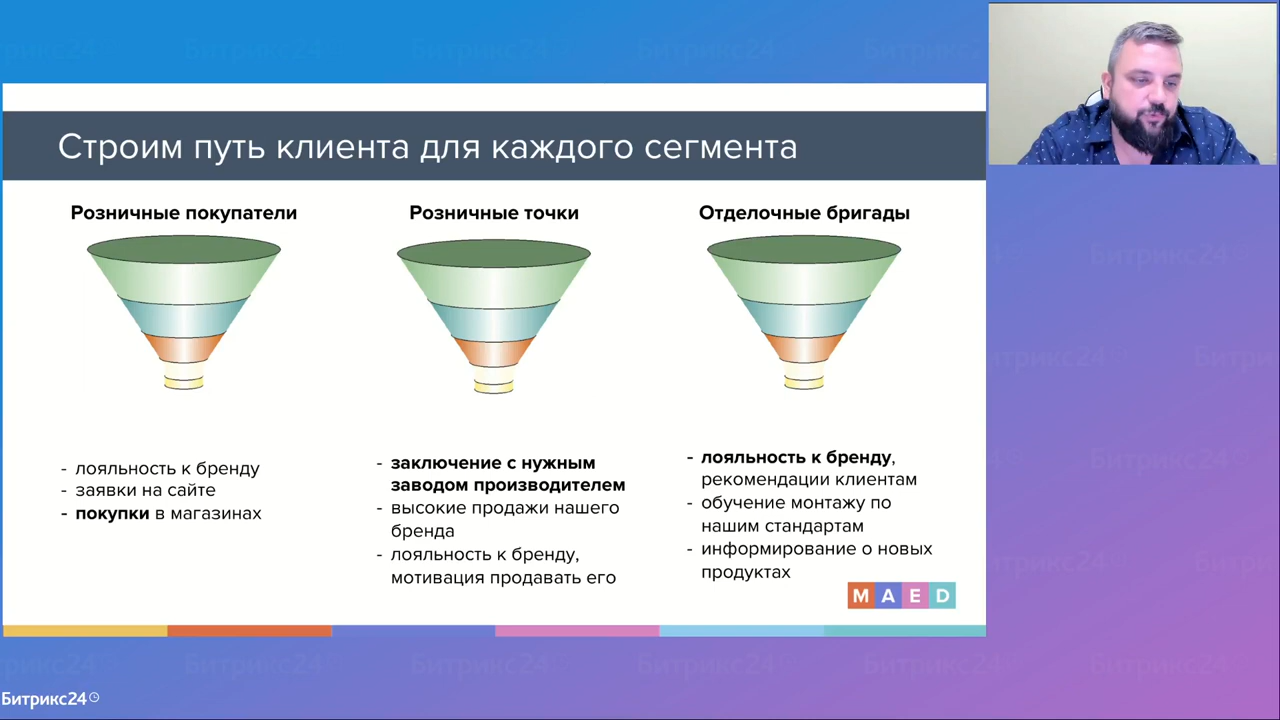 Строим путь клиента для каждого сегмента
Розничные покупатели
Розничные точки
Отделочные бригады
- лояльность к бренду
- заявки на сайте
- покупки в магазинах
- заключение с нужным
заводом производителем
- высокие продажи нашего
бренда
- лояльность к бренду,
мотивация продавать его
- лояльность к бренду,
рекомендации клиентам
- обучение монтажу по
нашим стандартам
- информирование о новых
продуктах
MAED
Битрикс24